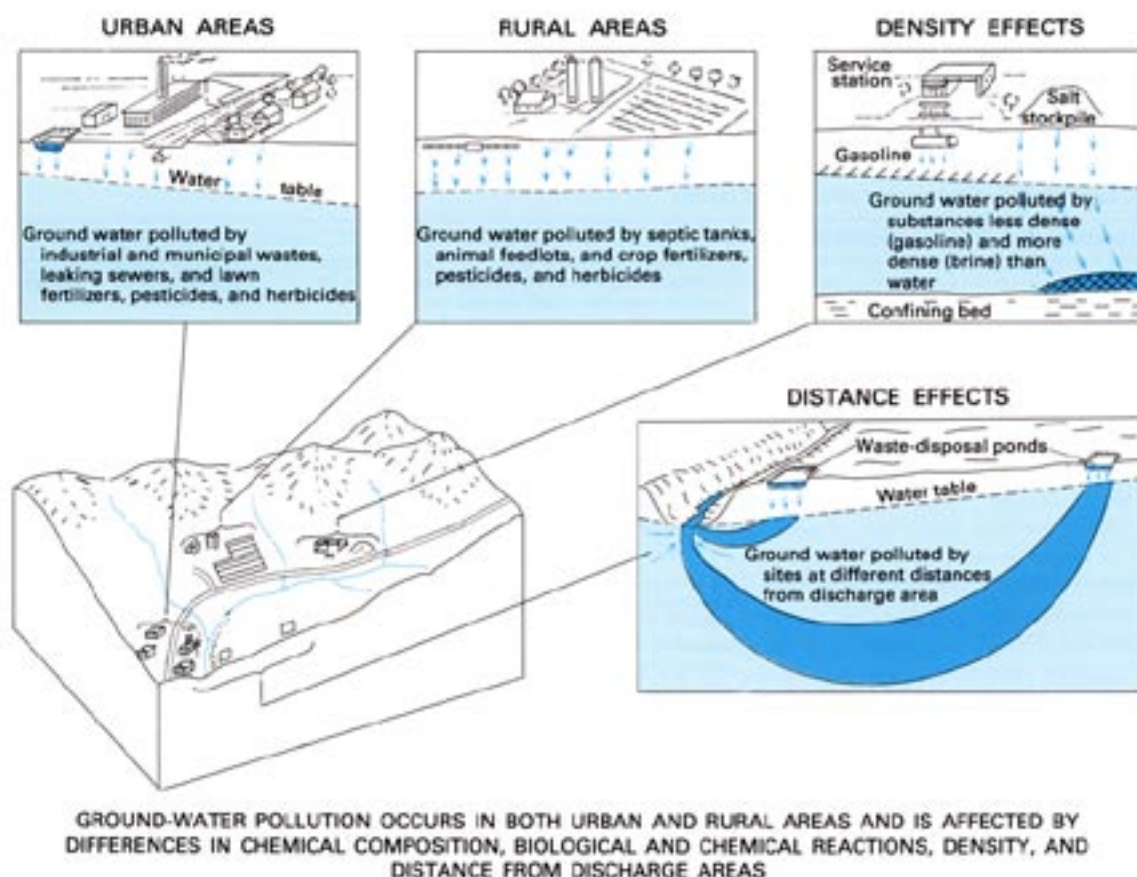 URBAN AREAS
Water
table
Ground water polluted by
industrial and municipal wastes,
leaking sewers, and lawn
fertilizers, pesticides, and herbicides
RURAL AREAS
Ground water polluted by septic tanks,
animal feedlots, and crop fertilizers,
pesticides, and herbicides
DENSITY EFFECTS
Service
station
Salt
stockpile
Gasoline
Ground water polluted by
substances less dense
(gasoline) and more
dense (brine) than
water
Confining bed
DISTANCE EFFECTS
Waste-disposal ponds
Water table
Ground water polluted by
sites at different distances
from discharge area
GROUND-WATER POLLUTION OCCURS IN BOTH URBAN AND RURAL AREAS AND IS AFFECTED BY
DIFFERENCES IN CHEMICAL COMPOSITION, BIOLOGICAL AND CHEMICAL REACTIONS, DENSITY, AND
DISTANCE FROM DISCHARGE AREAS